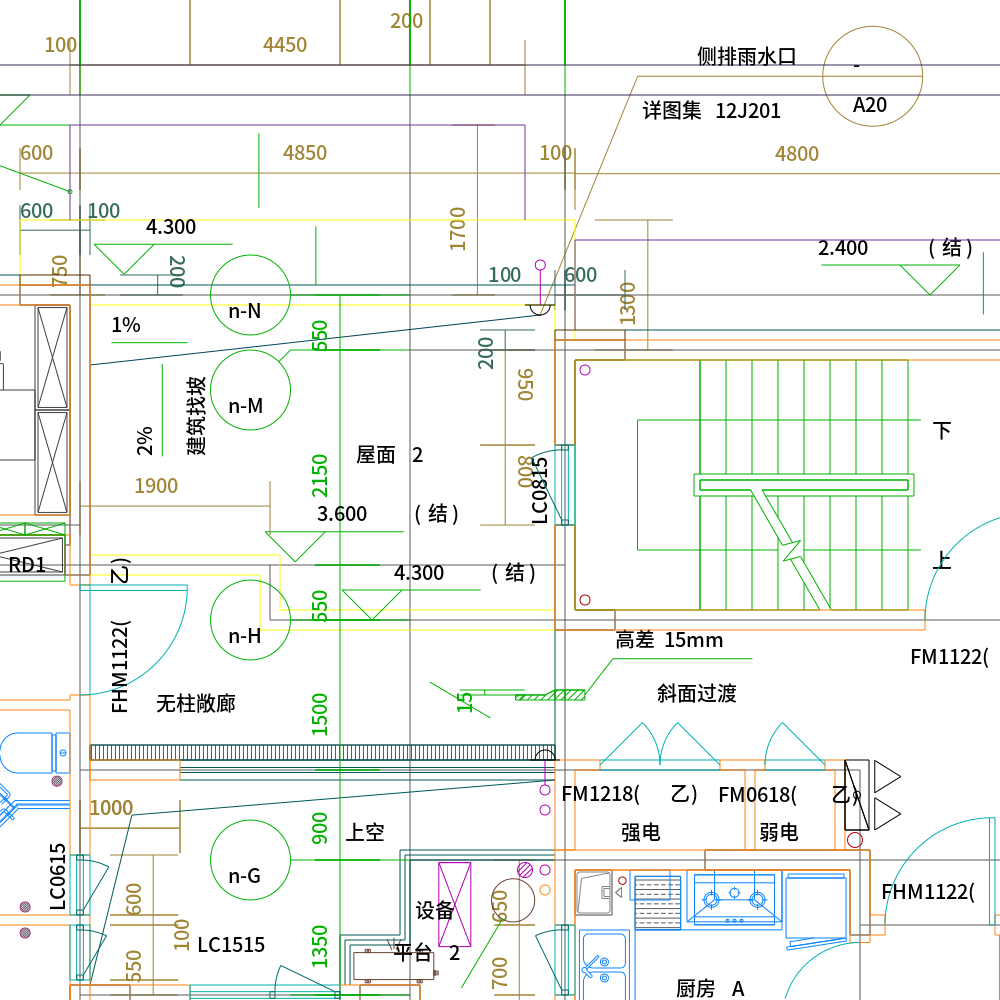 200
100
4450
侧排雨水口
-
详图集 12J201
A20
600
4850
100
4800
600
100
4.300
1700
2.400 (结)
750
200
100
600
1300
n-N
1%
550
200
950
n-M
建筑找坡
2%
下
屋面 2
2150
800
LC0815
1900
3.600 (结)
上
RD1
4.300 (结)
550
FHM1122(乙)
n-H
高差 15mm
FM1122(
斜面过渡
无柱敞廊
15
1500
FM1218(乙)
FM0618(乙)
1000
900
上空
强电
弱电
LC0615
n-G
600
FHM1122(
650
设备
100
LC1515
1350
平台 2
550
700
厨房 A